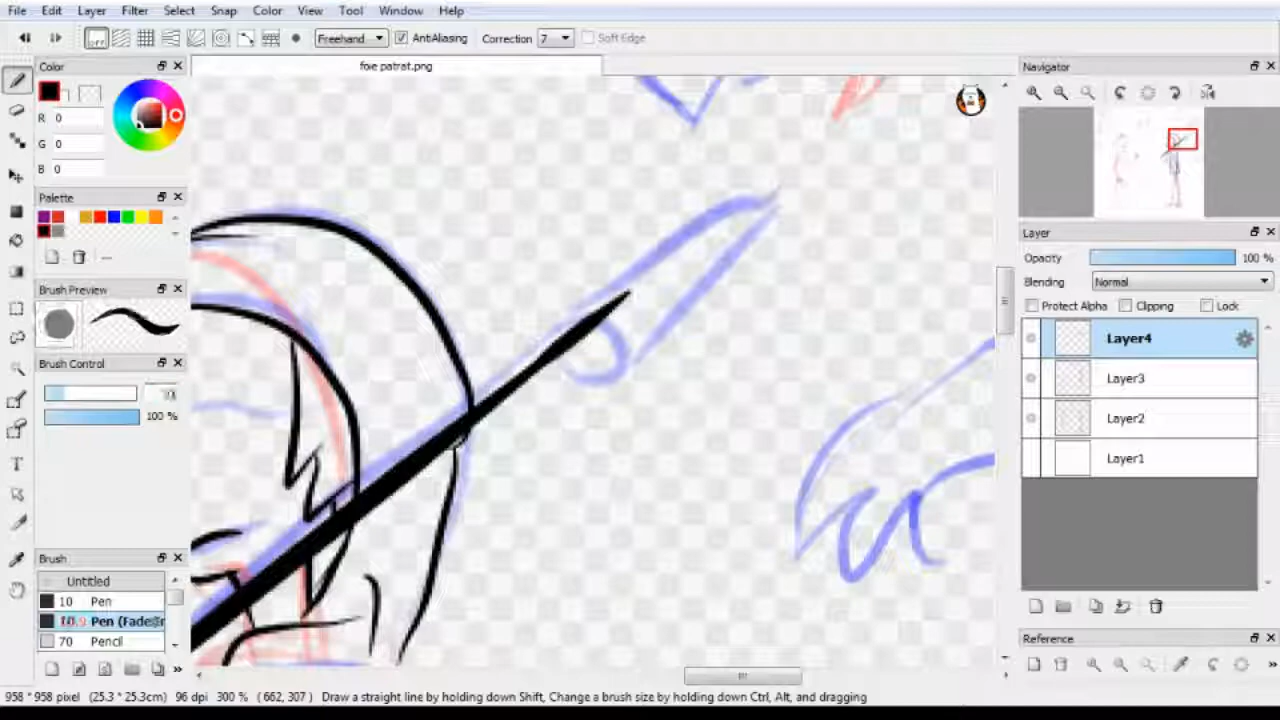 File Edit Layer Filter Select Snap Color View Tool Window Help
OFF Freehand AntiAliasing Correction 7 Soft Edge
Color
R 0
G 0
B 0
Palette
Brush Preview
Brush Control
100 %
Brush
Untitled
10 Pen
Pen (Fade
70 Pencil
foie patrat.png
Navigator
Layer
Opacity 100 %
Blending Normal
Protect Alpha Clipping Lock
Layer4
Layer3
Layer2
Layer1
Reference
958 * 958 pixel (25.3 * 25.3cm) 96 dpi 300 % ( 662, 307 ) Draw a straight line by holding down Shift, Change a brush size by holding down Ctrl, Alt, and dragging